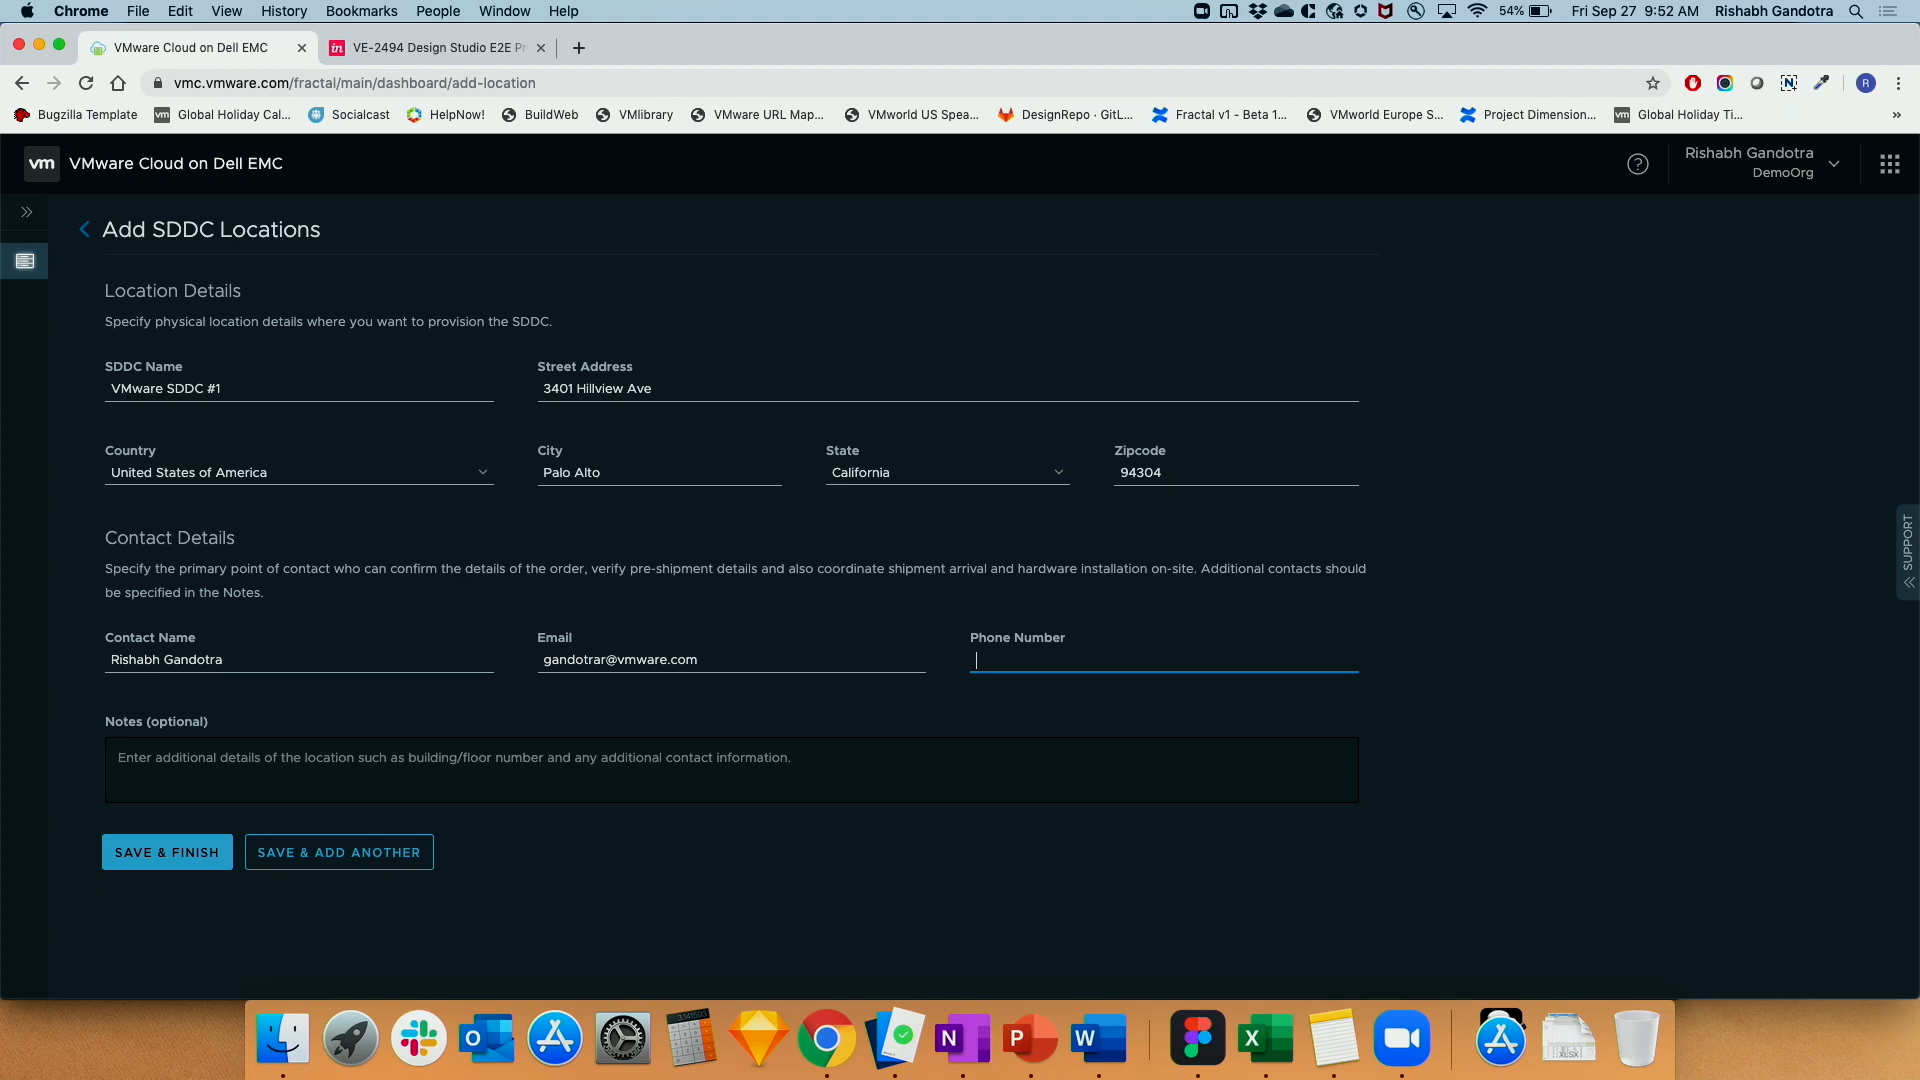 Chrome File Edit View History Bookmarks People Window Help 54% Fri Sep 27 9:52 AM Rishabh Gandotra
VMware Cloud on Dell EMC VE-2494 Design Studio E2E Pr
vmc.vmware.com/fractal/main/dashboard/add-location R
Bugzilla Template vm Global Holiday Cal... Socialcast HelpNow! BuildWeb VMlibrary VMware URL Map... VMworld US Spea... DesignRepo · GitL... Fractal v1 - Beta 1... VMworld Europe S... Project Dimension... vm Global Holiday Ti...
vm VMware Cloud on Dell EMC
Rishabh Gandotra
DemoOrg
Add SDDC Locations
Location Details
Specify physical location details where you want to provision the SDDC.
SDDC Name Street Address
VMware SDDC #1 3401 Hillview Ave
Country City State Zipcode
United States of America Palo Alto California 94304
SUPPORT
Contact Details
Specify the primary point of contact who can confirm the details of the order, verify pre-shipment details and also coordinate shipment arrival and hardware installation on-site. Additional contacts should
be specified in the Notes.
Contact Name Email Phone Number
Rishabh Gandotra gandotrar@vmware.com
Notes (optional)
Enter additional details of the location such as building/floor number and any additional contact information.
SAVE & FINISH SAVE & ADD ANOTHER
XLSX